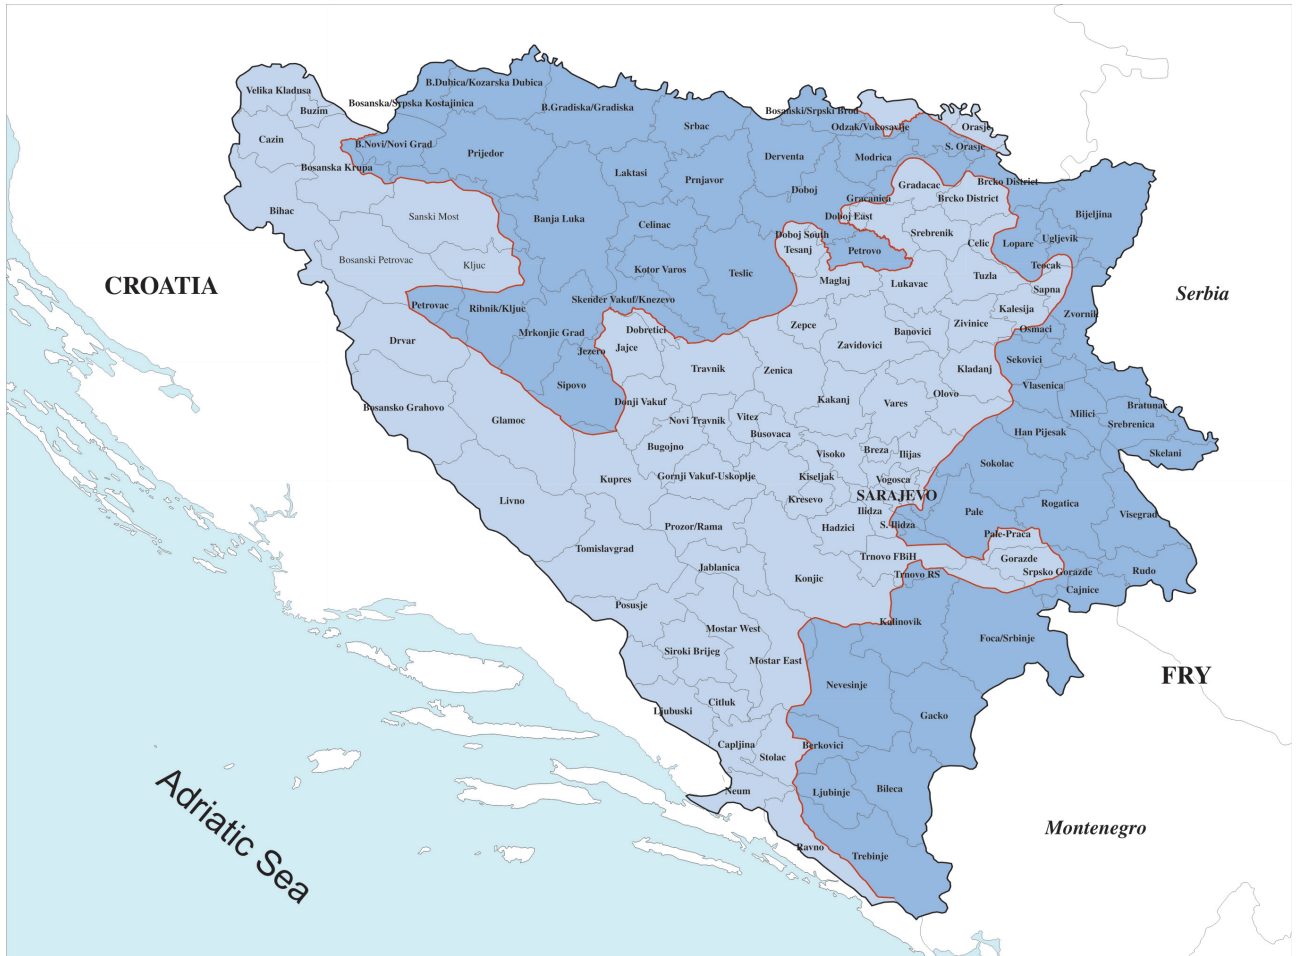 Velika Kladusa
B.Dubica/Kozarska Dubica
Buzim
Bosanska/Srpska Kostajinica
B.Gradiska/Gradiska
Bosanski/Srpski Brod
Srbac
Odzak/Vukosavlje
Orasje
Cazin
B.Novi/Novi Grad
Prijedor
S. Orasje
Derventa
Modrica
Bosanska Krupa
Laktasi
Prnjavor
Doboj
Gradacac
Brcko District
Gracanica
Brcko District
Bihac
Sanski Most
Banja Luka
Celinac
Doboj East
Bijeljina
Doboj South
Srebrenik
Celic
Lopare
Ugljevik
Tesanj
Petrovo
Bosanski Petrovac
Kljuc
Kotor Varos
Teslic
Maglaj
Lukavac
Tuzla
Teocak
CROATIA
Sapna
Serbia
Petrovac
Ribnik/Kljuc
Skender Vakuf/Knezevo
Kalesija
Zvornik
Drvar
Mrkonjic Grad
Dobretici
Zepce
Banovici
Zivinice
Osmaci
Jezero
Jajce
Zavidovici
Sekovici
Travnik
Zenica
Kladanj
Sipovo
Vlasenica
Bosansko Grahovo
Glamoc
Donji Vakuf
Kakanj
Vares
Olovo
Bratunac
Novi Travnik
Vitez
Milici
Srebrenica
Busovaca
Han Pijesak
Bugojno
Visoko
Breza
Ilijas
Skelani
Sokolac
Kupres
Gornji Vakuf-Uskoplje
Kiseljak
Vogosca
Livno
Kresevo
SARAJEVO
Rogatica
Ilidza
Pale
Visegrad
Prozor/Rama
Hadzici
S. Ilidza
Pale-Praca
Tomislavgrad
Trnovo FBiH
Gorazde
Jablanica
Konjic
Trnovo RS
Srpsko Gorazde
Rudo
Cajnice
Posusje
Kalinovik
Mostar West
Foca/Srbinje
Siroki Brijeg
Mostar East
FRY
Nevesinje
Citluk
Ljubuski
Gacko
Capljina
Berkovici
Stolac
Neum
Ljubinje
Bileca
Adriatic Sea
Montenegro
Ravno
Trebinje